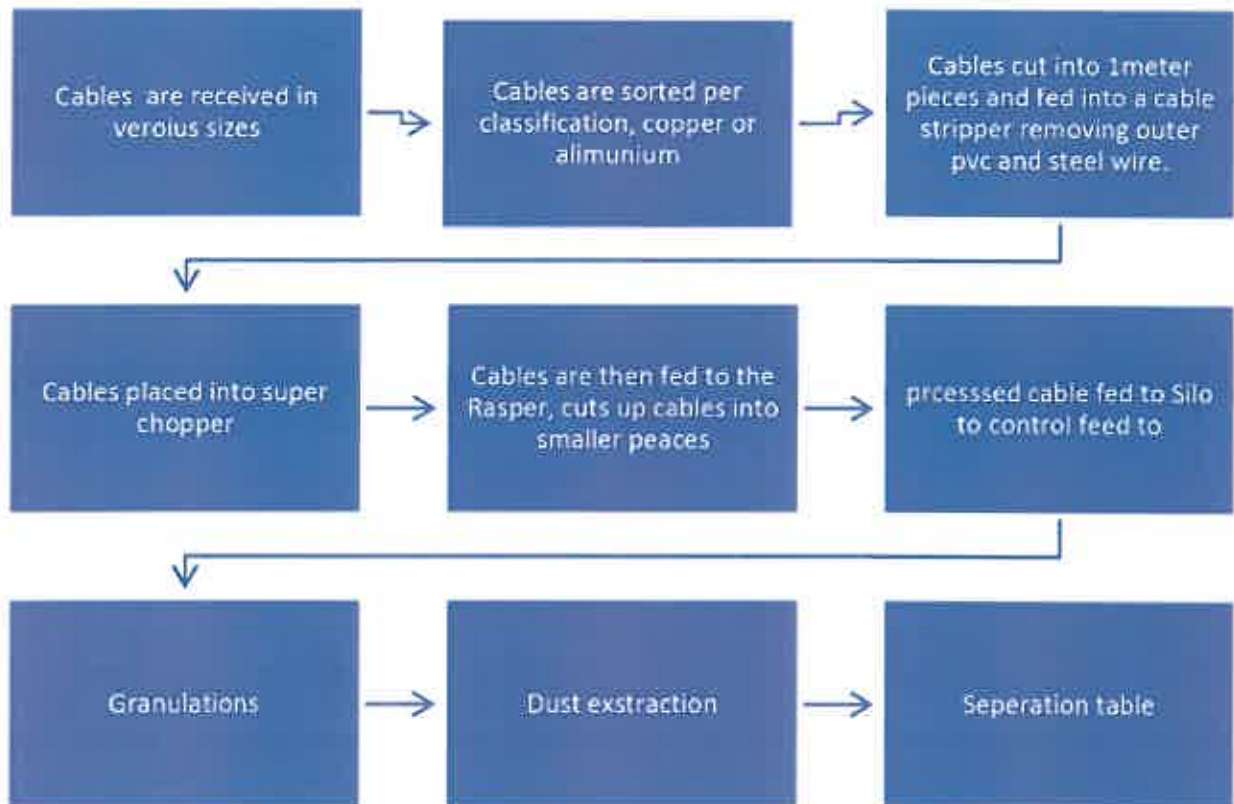 Cables are received in
veroius sizes
Cables are sorted per
classification, copper or
alimunium
Cables cut into 1meter
pieces and fed into a cable
stripper removing outer
pvc and steel wire.
Cables placed into super
chopper
Cables are then fed to the
Rasper, cuts up cables into
smaller peaces
prcesssed cable fed to Silo
to control feed to
Granulations
Dust exstraction
Seperation table